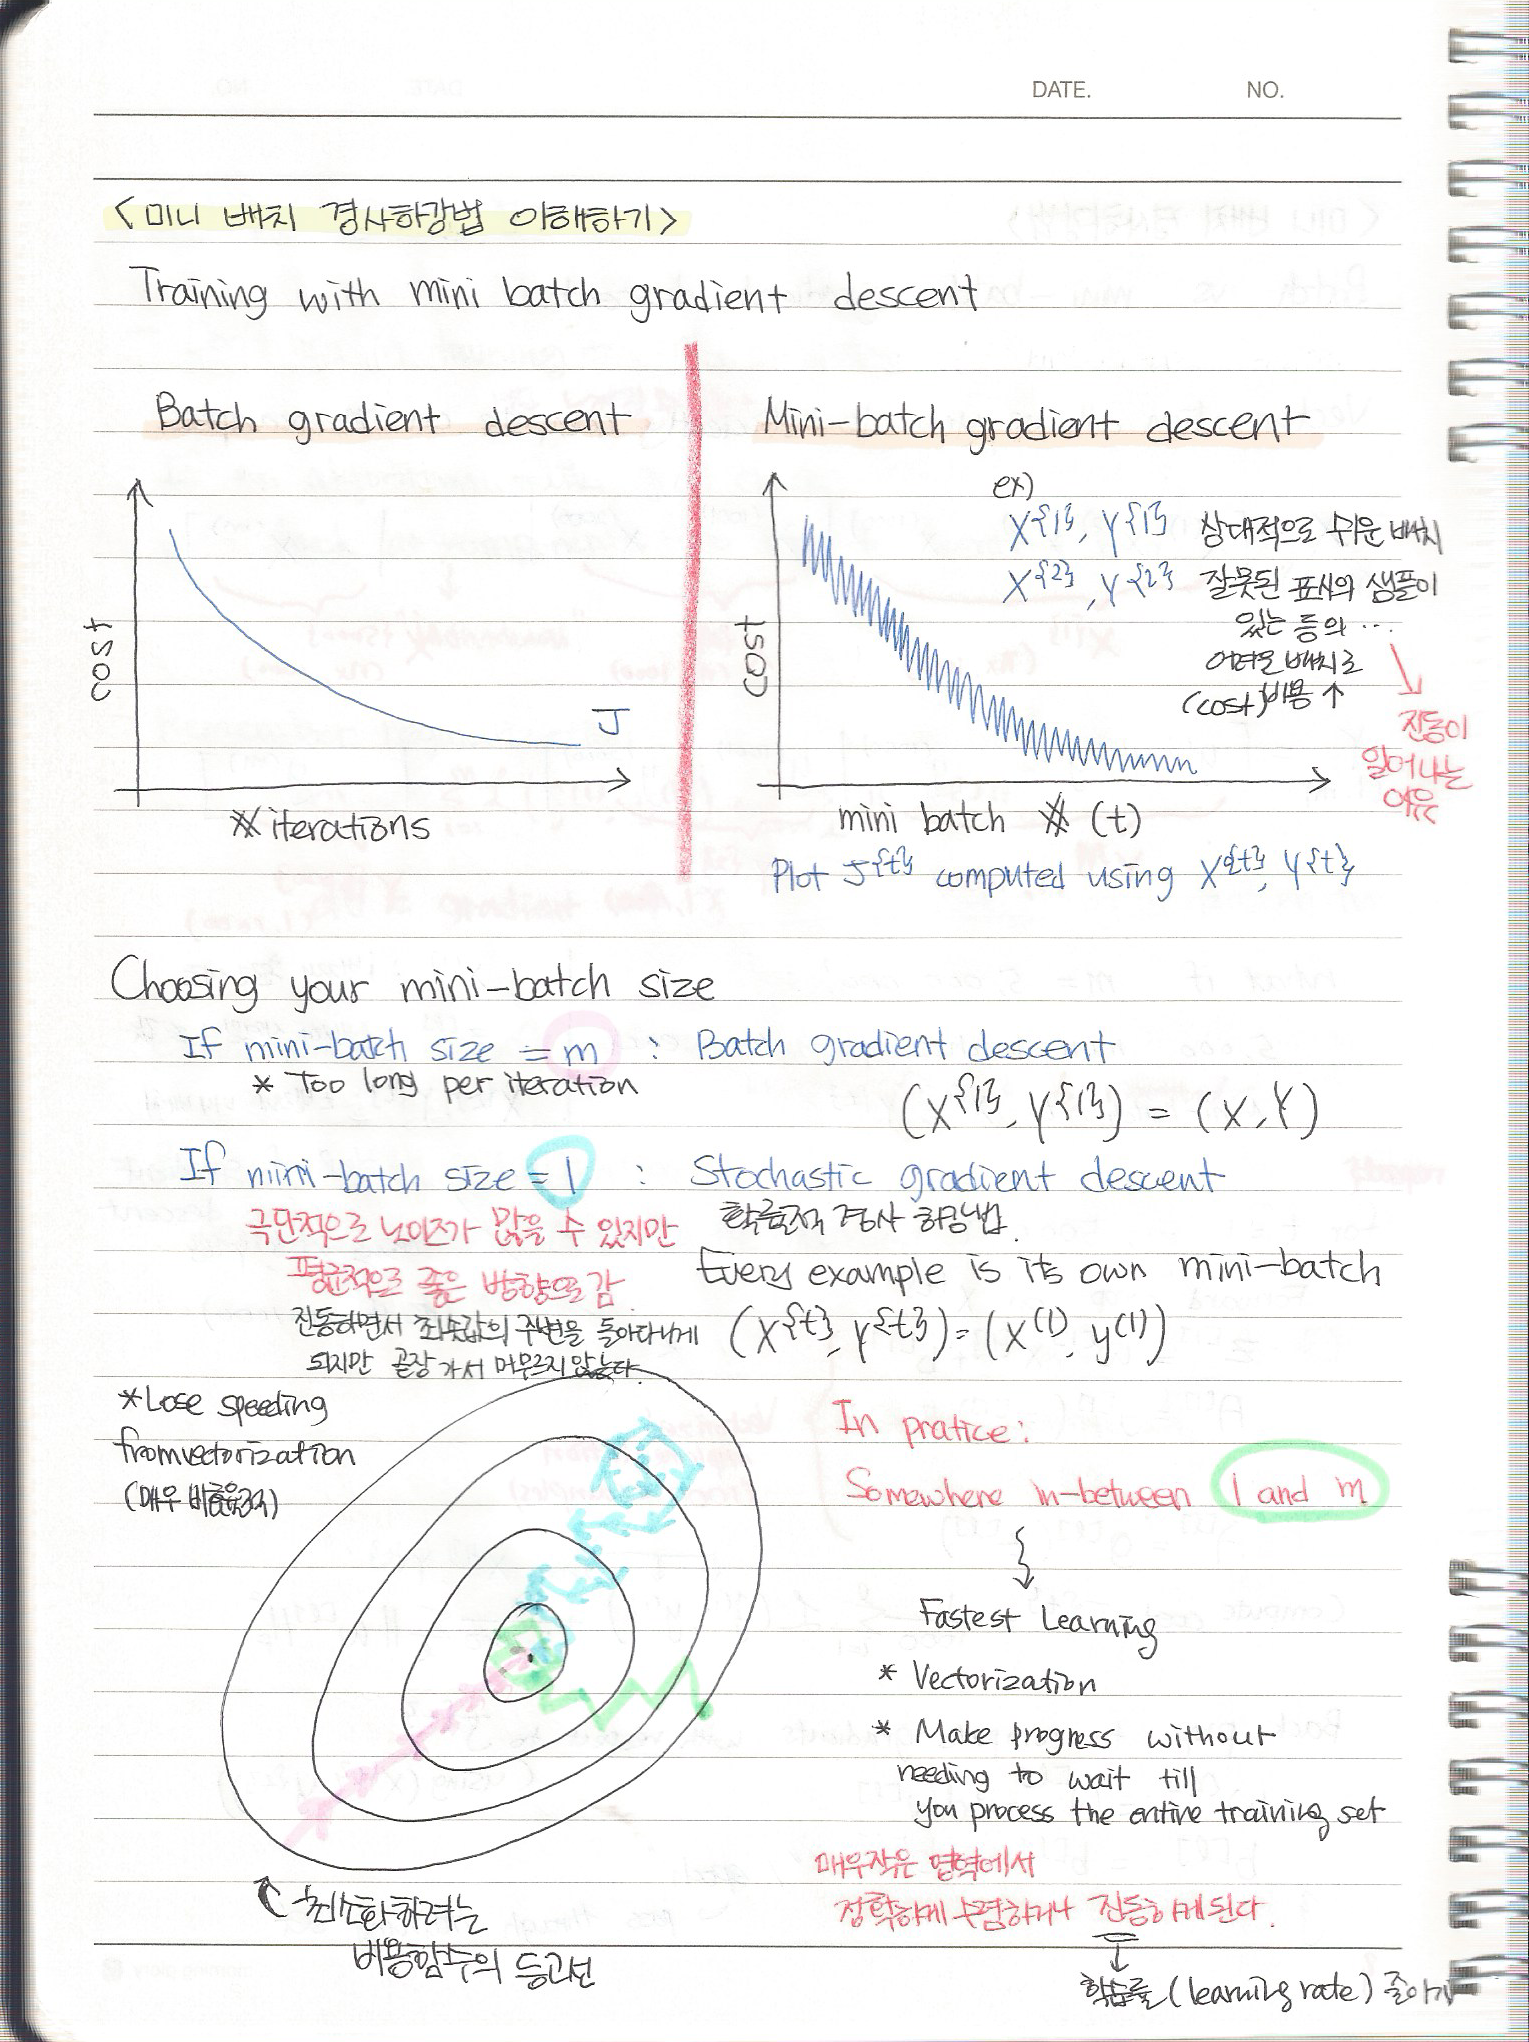 DATE. NO.
<미니 배치 경사하강법 이해하기>
Training with mini batch gradient descent
Batch gradient descent
cost
J
# iterations
Mini-batch gradient descent
cost
ex)
X{1}, Y{1} 상대적으로 쉬운 배치
X{2}, Y{2} 잘못된 표시의 샘플이
있는 등의 ...
어려운 배치로
(cost)비용 ↑
진동이
일어나는
이유
mini batch # (t)
Plot J{t} computed using X{t}, Y{t}
Choosing your mini-batch size
If mini-batch size = m : Batch gradient descent
* Too long per iteration
(X{1}, Y{1}) = (X, Y)
If mini-batch size = 1 : Stochastic gradient descent
극단적으로 노이즈가 많을 수 있지만
확률적 경사 하강법.
평균적으로 좋은 방향으로 감
Every example is its own mini-batch
진동하면서 최솟값의 주변을 돌아다니게
되지만 곧장 가서 머무르지 않는다.
(X{t}, Y{t}) = (X(1), y(1))
*Lose speeding
from vectorization
(매우 비효율적)
In pratice:
Somewhere in-between 1 and m
Fastest Learning
* Vectorization
* Make progress without
needing to wait till
you process the entire training set
매우작은 영역에서
정확하게 수렴하거나 진동하게된다.
학습률 (learning rate) 줄이기
최소화하려는
비용함수의 등고선